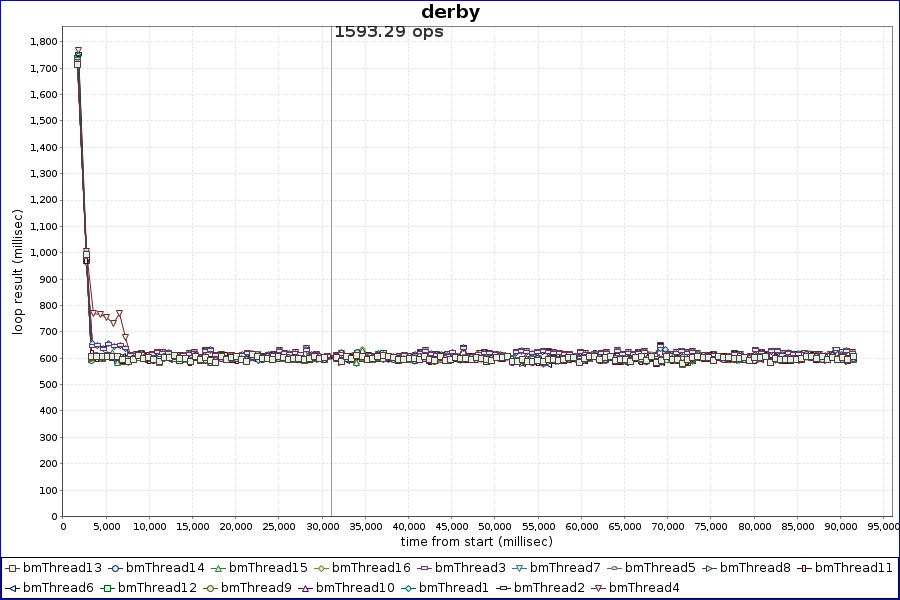 derby
1593.29 ops
1,800
1,700
1,600
1,500
1,400
1,300
1,200
1,100
1,000
900
800
700
600
500
400
300
200
100
0
loop result (millisec)
0 5,000 10,000 15,000 20,000 25,000 30,000 35,000 40,000 45,000 50,000 55,000 60,000 65,000 70,000 75,000 80,000 85,000 90,000 95,000
time from start (millisec)
bmThread13 bmThread14 bmThread15 bmThread16 bmThread3 bmThread7 bmThread5 bmThread8 bmThread11
bmThread6 bmThread12 bmThread9 bmThread10 bmThread1 bmThread2 bmThread4